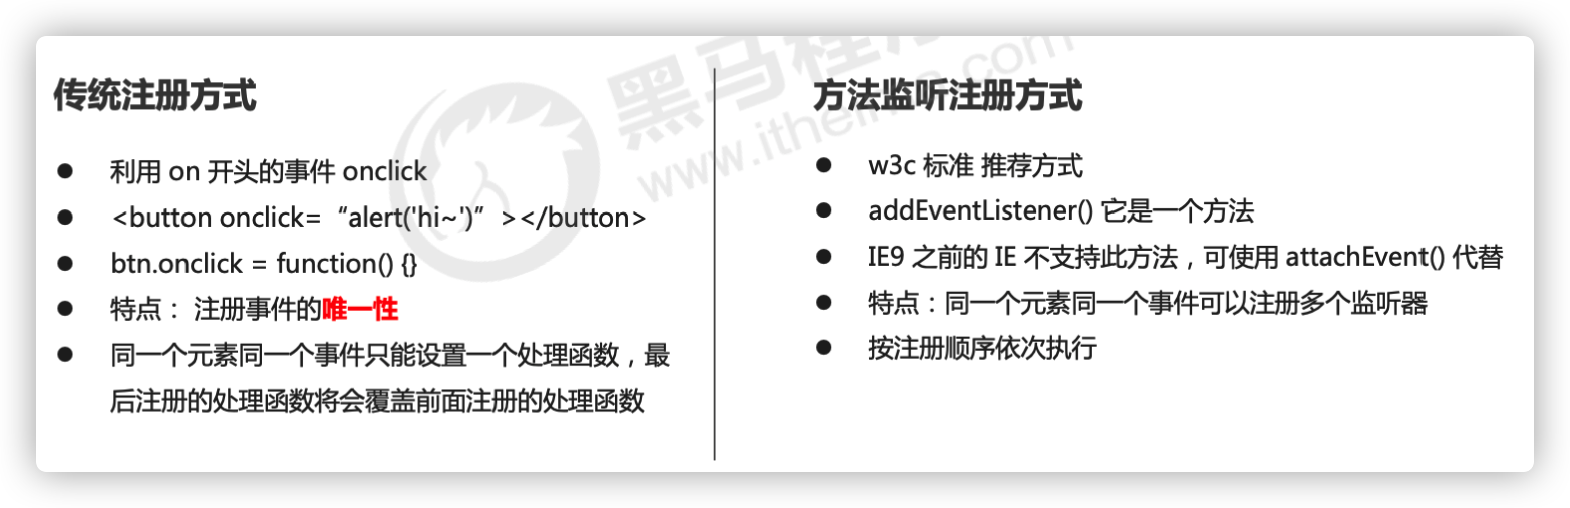 传统注册方式
● 利用 on 开头的事件 onclick
● <button onclick=“alert('hi~')”></button>
● btn.onclick = function() {}
● 特点： 注册事件的唯一性
● 同一个元素同一个事件只能设置一个处理函数，最
后注册的处理函数将会覆盖前面注册的处理函数
方法监听注册方式
● w3c 标准 推荐方式
● addEventListener() 它是一个方法
● IE9 之前的 IE 不支持此方法，可使用 attachEvent() 代替
● 特点：同一个元素同一个事件可以注册多个监听器
● 按注册顺序依次执行
黑马程